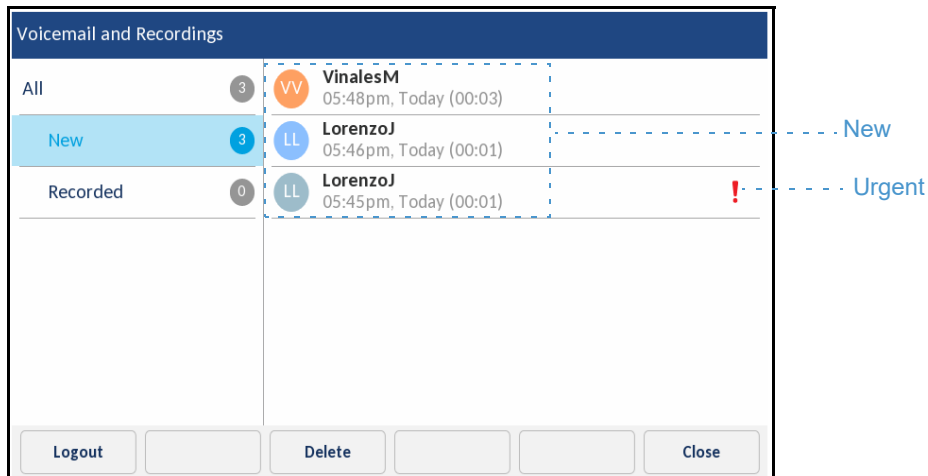 Voicemail and Recordings
All 3
New 3
Recorded 0
VV VinalesM
05:48pm, Today (00:03)
LL LorenzoJ
05:46pm, Today (00:01)
LL LorenzoJ
05:45pm, Today (00:01) !
New
Urgent
Logout Delete Close